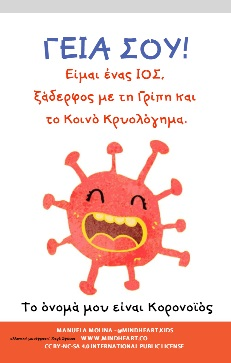 ΓΕΙΑ ΣΟΥ!
Είμαι ένας ΙΟΣ,
ξάδερφος με τη Γρίπη και
το Κοινό Κρυολόγημα.
Το όνομά μου είναι Κορονοϊός
MANUELA MOLINA - @MINDHEART.KIDS
WWW.MINDHEART.CO
CC BY-NC-SA 4.0 INTERNATIONAL PUBLIC LICENSE